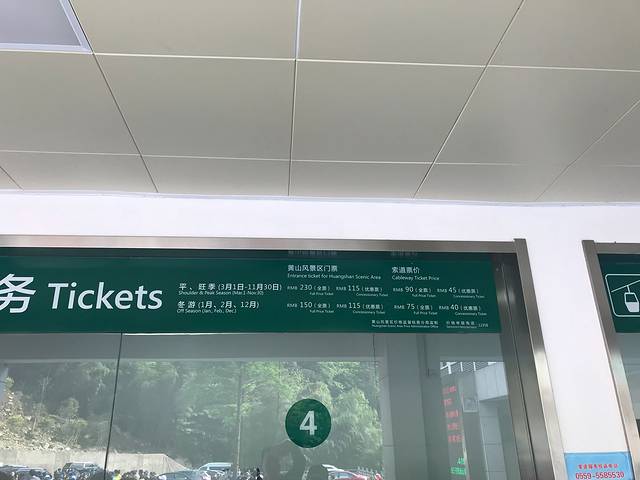 务 Tickets
黄山风景区门票
Entrance ticket for Huangshan Scenic Area
索道票价
Cableway Ticket Price
平、旺季(3月1日-11月30日)
Shoulder & Peak Season (Mar.1-Nov.30)
RMB 230 (全票)
Full Price Ticket
RMB 115 (优惠票)
Concessionary Ticket
RMB 90 (全票)
Full Price Ticket
RMB 45 (优惠票)
Concessionary Ticket
冬游 (1月、2月、12月)
Off Season (Jan, Feb, Dec.)
RMB 150 (全票)
Full Price Ticket
RMB 115 (优惠票)
Concessionary Ticket
RMB 75 (全票)
Full Price Ticket
RMB 40 (优惠票)
Concessionary Ticket
12358
4
0559-5585530